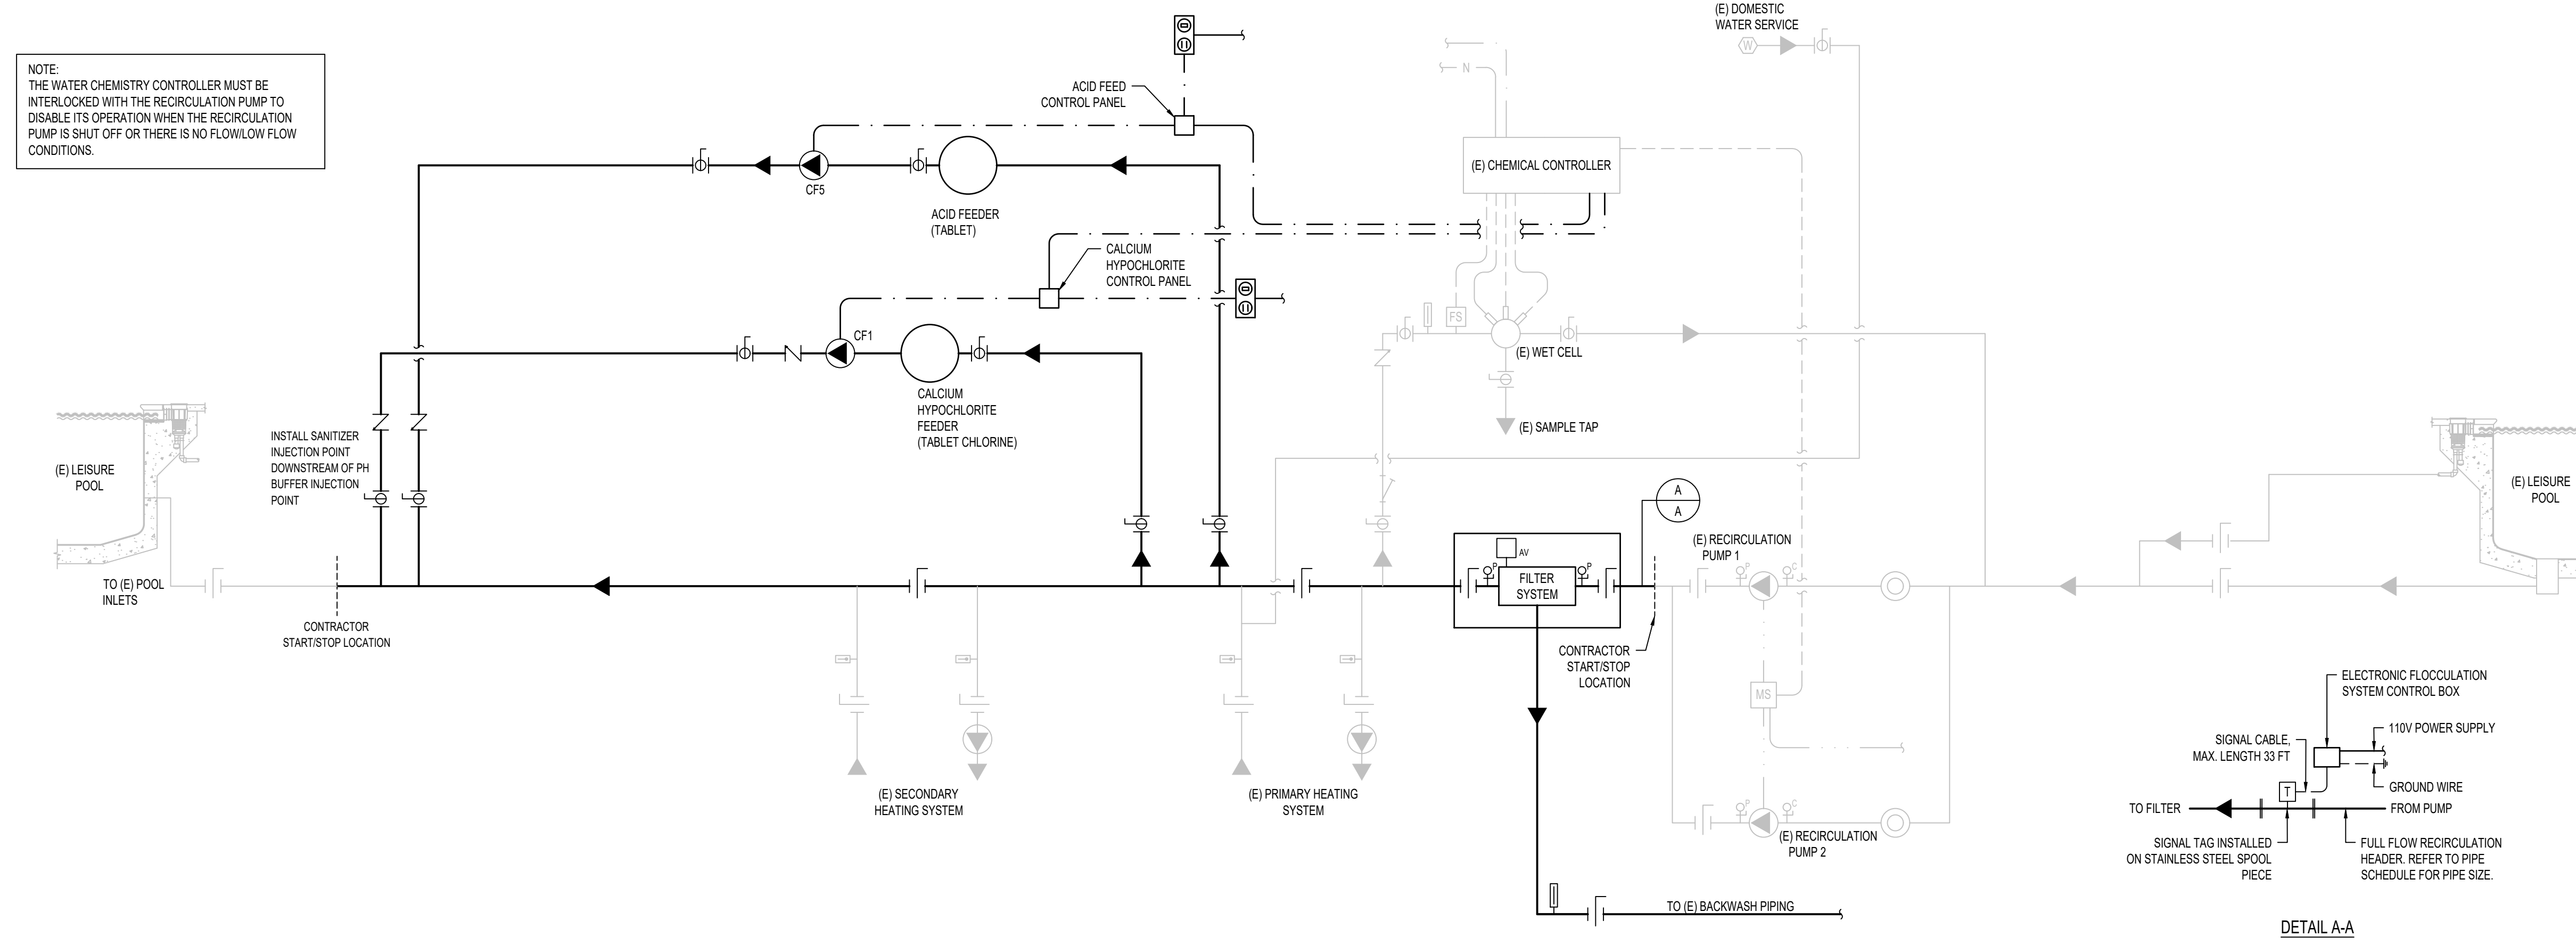 NOTE:
THE WATER CHEMISTRY CONTROLLER MUST BE
INTERLOCKED WITH THE RECIRCULATION PUMP TO
DISABLE ITS OPERATION WHEN THE RECIRCULATION
PUMP IS SHUT OFF OR THERE IS NO FLOW/LOW FLOW
CONDITIONS.
ACID FEED
CONTROL PANEL
CF5
ACID FEEDER
(TABLET)
CALCIUM
HYPOCHLORITE
CONTROL PANEL
CF1
CALCIUM
HYPOCHLORITE
FEEDER
(TABLET CHLORINE)
INSTALL SANITIZER
INJECTION POINT
DOWNSTREAM OF PH
BUFFER INJECTION
POINT
(E) LEISURE
POOL
TO (E) POOL
INLETS
CONTRACTOR
START/STOP LOCATION
(E) SECONDARY
HEATING SYSTEM
(E) PRIMARY HEATING
SYSTEM
N
(E) CHEMICAL CONTROLLER
(E) DOMESTIC
WATER SERVICE
W
FS
(E) WET CELL
(E) SAMPLE TAP
A
A
AV
P
FILTER
SYSTEM
P
CONTRACTOR
START/STOP
LOCATION
(E) RECIRCULATION
PUMP 1
P
C
MS
P
C
(E) RECIRCULATION
PUMP 2
TO (E) BACKWASH PIPING
(E) LEISURE
POOL
ELECTRONIC FLOCCULATION
SYSTEM CONTROL BOX
110V POWER SUPPLY
SIGNAL CABLE,
MAX. LENGTH 33 FT
GROUND WIRE
T
TO FILTER
FROM PUMP
SIGNAL TAG INSTALLED
ON STAINLESS STEEL SPOOL
PIECE
FULL FLOW RECIRCULATION
HEADER. REFER TO PIPE
SCHEDULE FOR PIPE SIZE.
DETAIL A-A